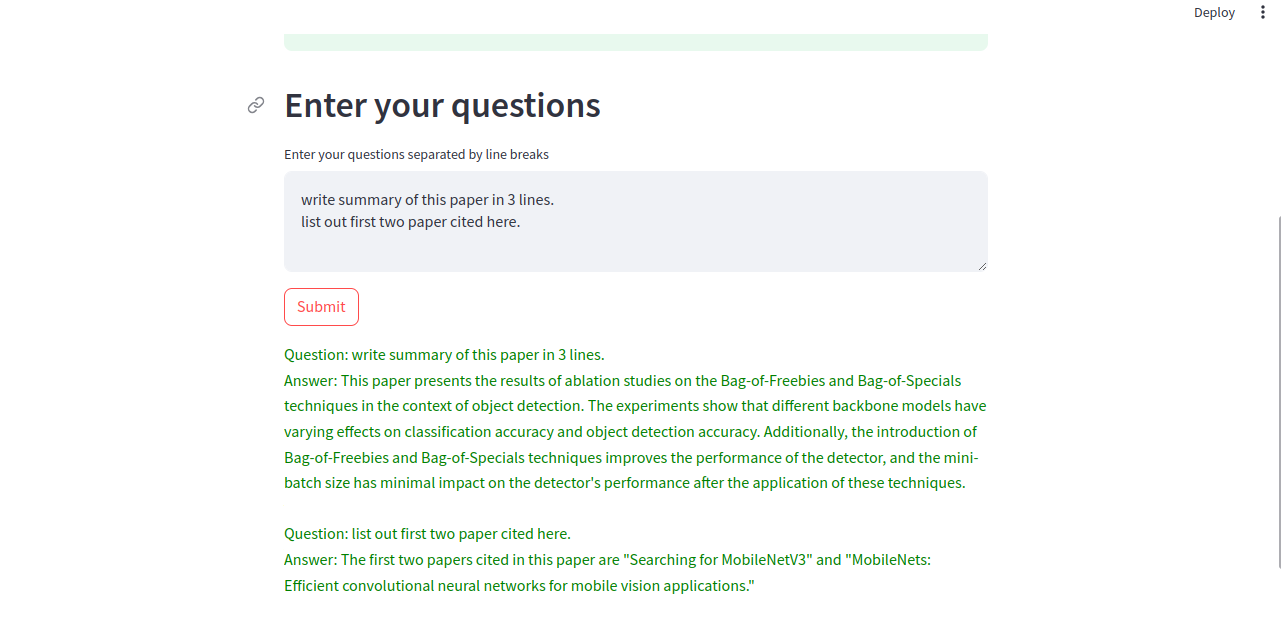 Deploy
Enter your questions
Enter your questions separated by line breaks
write summary of this paper in 3 lines.
list out first two paper cited here.
Submit
Question: write summary of this paper in 3 lines.
Answer: This paper presents the results of ablation studies on the Bag-of-Freebies and Bag-of-Specials
techniques in the context of object detection. The experiments show that different backbone models have
varying effects on classification accuracy and object detection accuracy. Additionally, the introduction of
Bag-of-Freebies and Bag-of-Specials techniques improves the performance of the detector, and the mini-
batch size has minimal impact on the detector's performance after the application of these techniques.
Question: list out first two paper cited here.
Answer: The first two papers cited in this paper are "Searching for MobileNetV3" and "MobileNets:
Efficient convolutional neural networks for mobile vision applications."